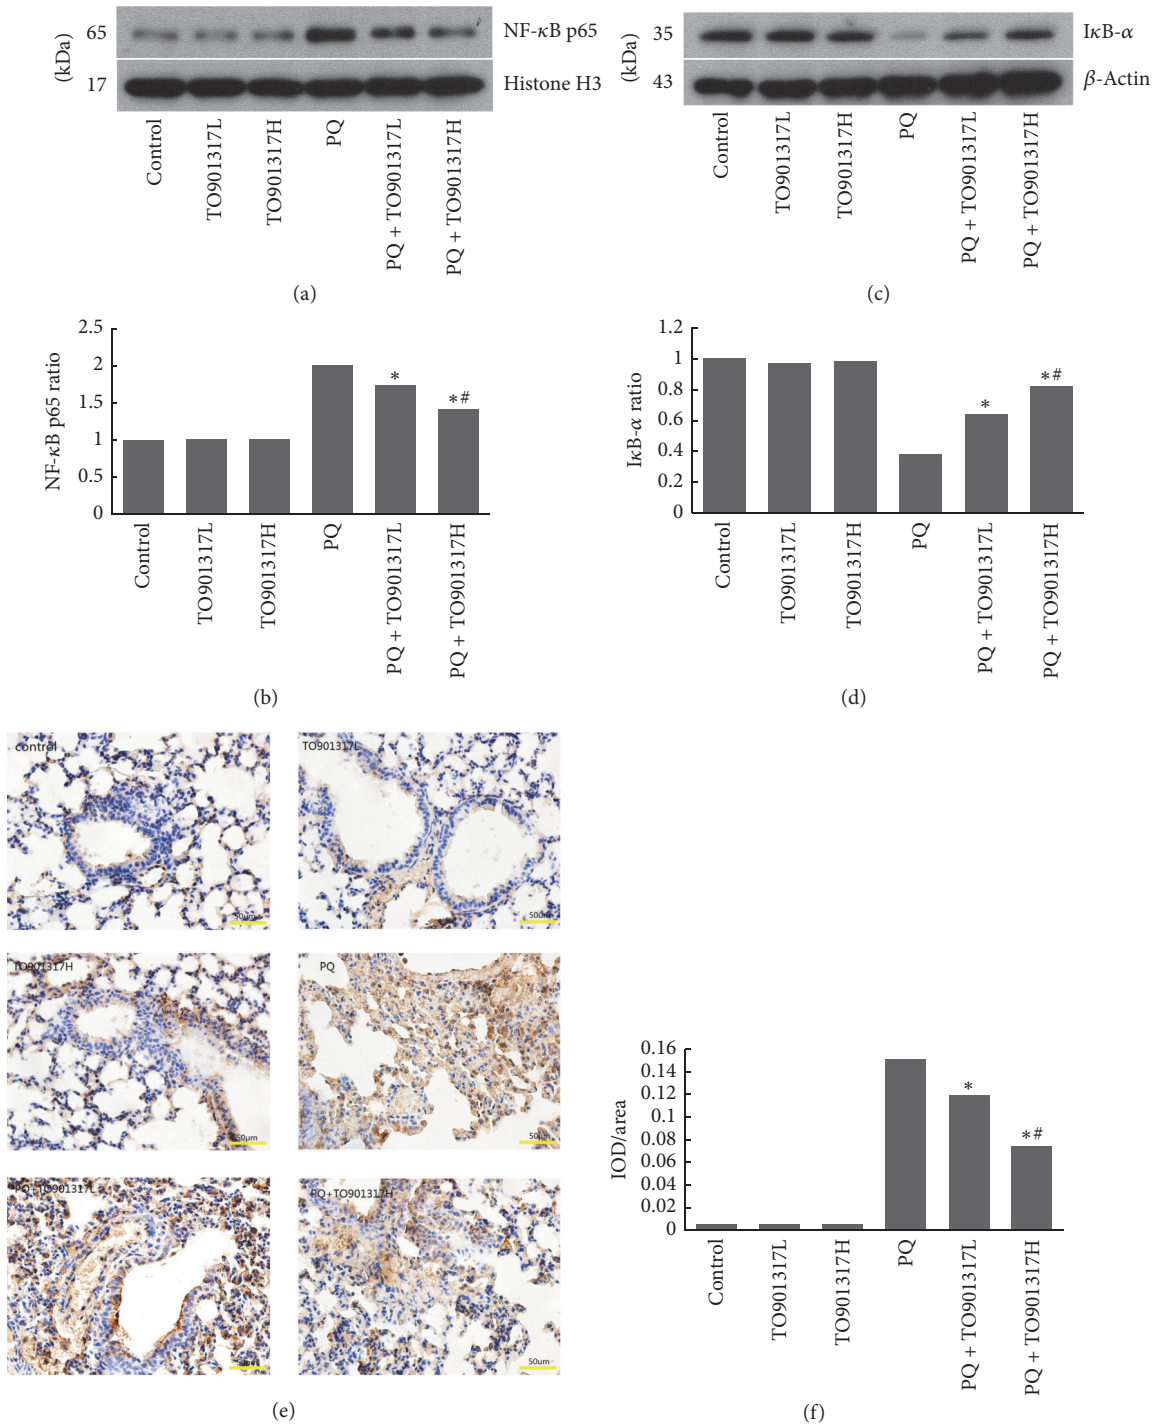 (kDa)
65
NF-κB p65
17
Histone H3
Control
TO901317L
TO901317H
PQ
PQ + TO901317L
PQ + TO901317H
(a)
(kDa)
35
IκB-α
43
β-Actin
Control
TO901317L
TO901317H
PQ
PQ + TO901317L
PQ + TO901317H
(c)
NF-κB p65 ratio
2.5
2
1.5
1
0.5
0
*
*#
Control
TO901317L
TO901317H
PQ
PQ + TO901317L
PQ + TO901317H
(b)
IκB-α ratio
1.2
1
0.8
0.6
0.4
0.2
0
*
*#
Control
TO901317L
TO901317H
PQ
PQ + TO901317L
PQ + TO901317H
(d)
control
50μm
TO901317L
50μm
TO901317H
50μm
PQ
50μm
PQ+TO901317L
PQ+TO901317H
50μm
(e)
IOD/area
0.16
0.14
0.12
0.1
0.08
0.06
0.04
0.02
0
*
*#
Control
TO901317L
TO901317H
PQ
PQ + TO901317L
PQ + TO901317H
(f)